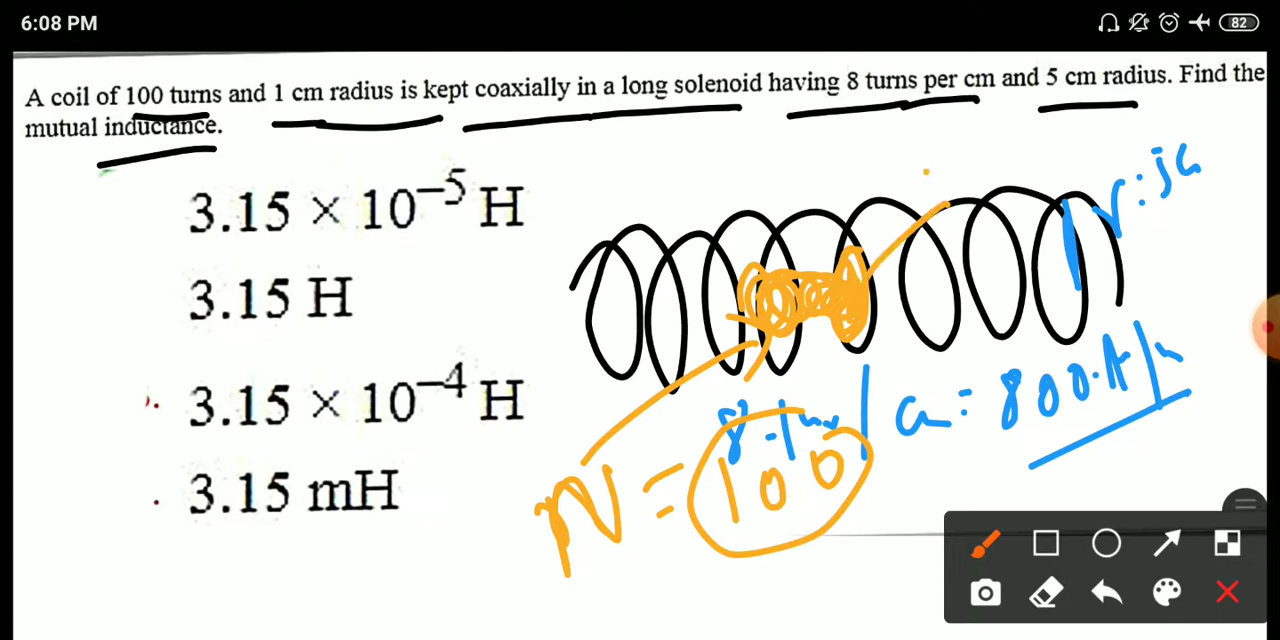 6:08 PM
82
A coil of 100 turns and 1 cm radius is kept coaxially in a long solenoid having 8 turns per cm and 5 cm radius. Find the
mutual inductance.
3.15 × 10⁻⁵ H
3.15 H
3.15 × 10⁻⁴ H
3.15 mH
N = 100